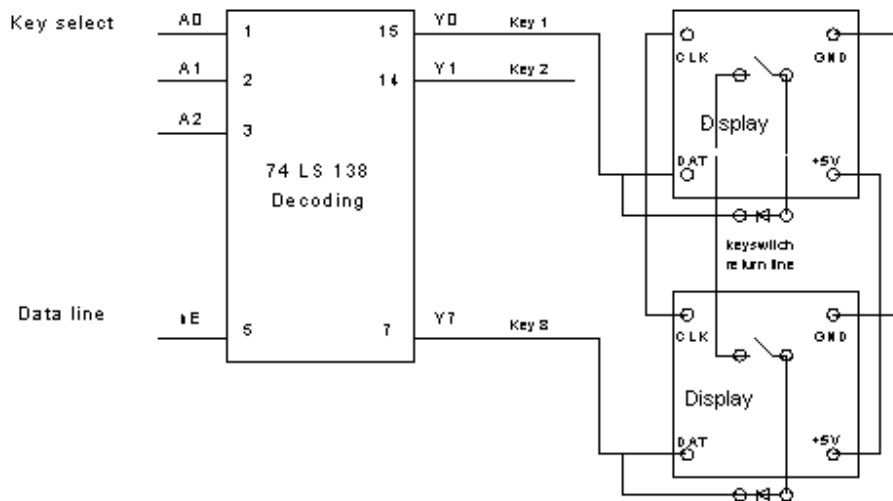 Key select
A0
1
15
Y0
Key 1
A1
2
14
Y1
Key 2
A2
3
74 LS 138
Decoding
Data line
5
7
Y7
Key 8
CLK
GND
Display
DAT
+5V
keyswitch
return line
CLK
GND
Display
DAT
+5V